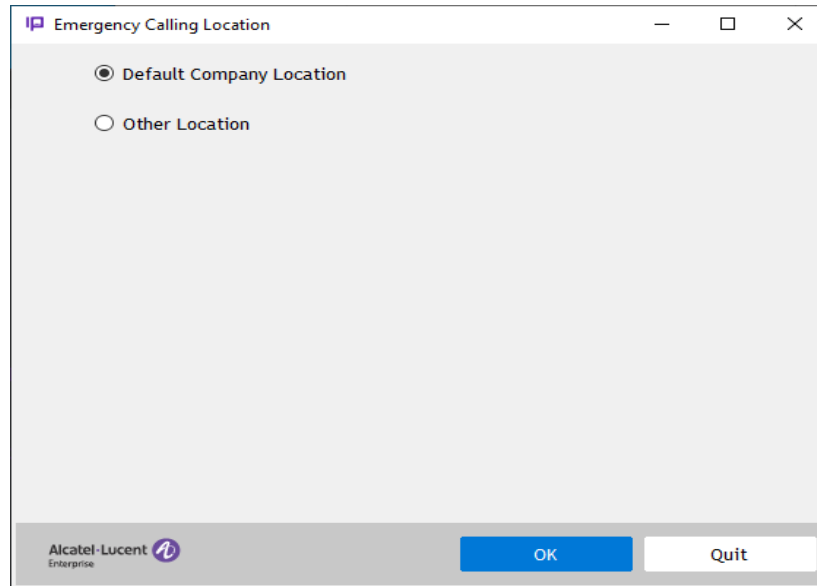 Emergency Calling Location
Default Company Location
Other Location
Alcatel·Lucent
Enterprise
OK
Quit